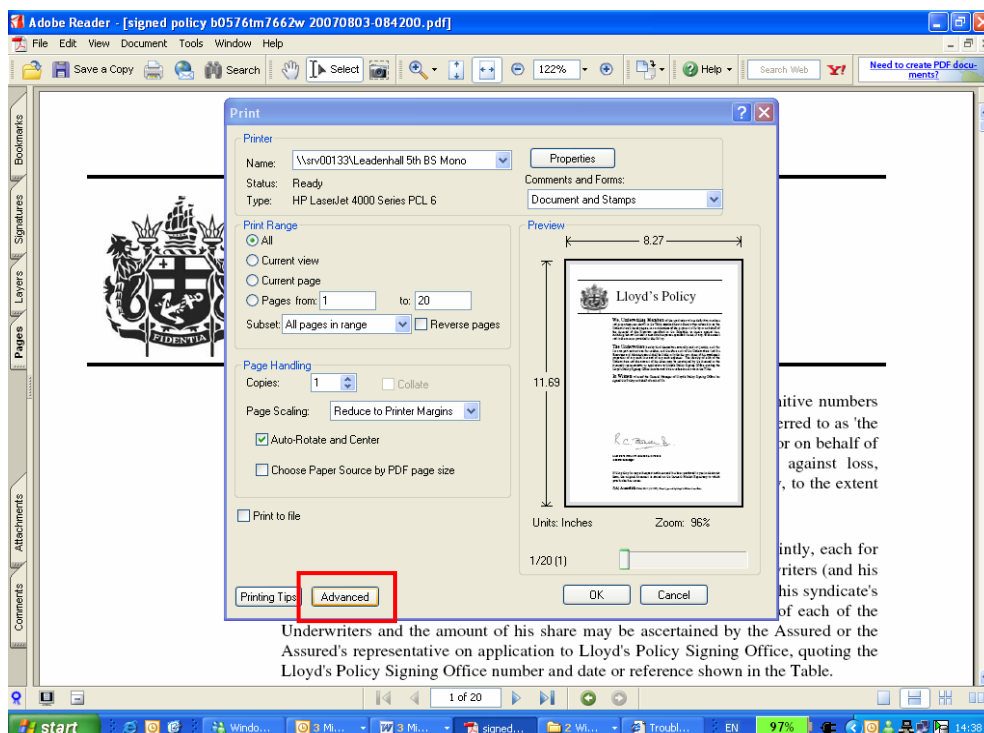 Adobe Reader - [signed policy b0576tm7662w 20070803-084200.pdf]
File Edit View Document Tools Window Help
Save a Copy Search Select 122% Help Search Web Y! Need to create PDF docu-
ments?
Bookmarks
Signatures
Layers
Pages
Attachments
Comments
FIDENTIA
Print
Printer
Name: \\srv00133\Leadenhall 5th BS Mono Properties
Status: Ready Comments and Forms:
Type: HP LaserJet 4000 Series PCL 6 Document and Stamps
Print Range
All
Current view
Current page
Pages from: 1 to: 20
Subset: All pages in range Reverse pages
Page Handling
Copies: 1 Collate
Page Scaling: Reduce to Printer Margins
Auto-Rotate and Center
Choose Paper Source by PDF page size
Print to file
Printing Tips Advanced
Preview
8.27
11.69
Lloyd's Policy
Units: Inches Zoom: 96%
1/20 (1)
OK Cancel
nitive numbers
erred to as 'the
or on behalf of
against loss,
, to the extent
intly, each for
riters (and his
his syndicate's
of each of the
Underwriters and the amount of his share may be ascertained by the Assured or the
Assured's representative on application to Lloyd's Policy Signing Office, quoting the
Lloyd's Policy Signing Office number and date or reference shown in the Table.
1 of 20
start Windo... 3 Mi... 3 Mi... signed... 2 Wi... Troubl... EN 97% 14:38